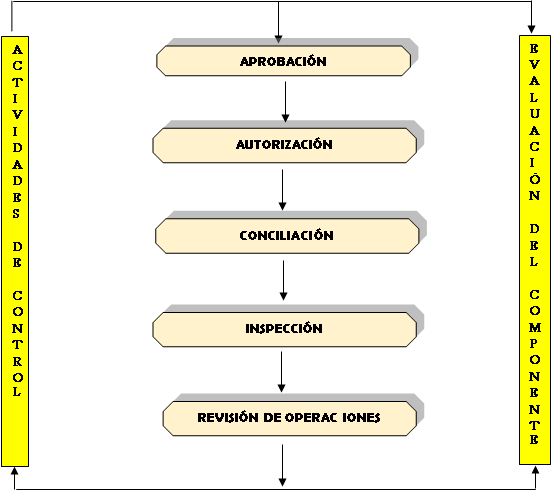 ACTIVIDADES DE CONTROL
APROBACIÓN
AUTORIZACIÓN
CONCILIACIÓN
INSPECCIÓN
REVISIÓN DE OPERAC IONES
EVALUACIÓN DEL COMPONENTE